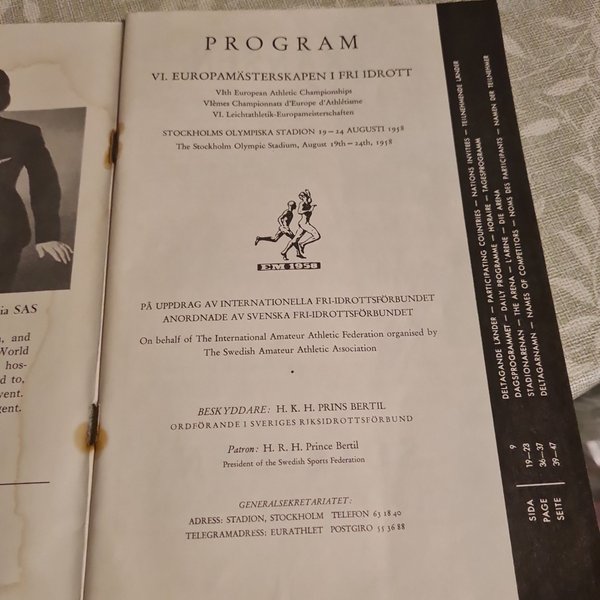 ia SAS
, and
World
hos-
d to,
vent.
gent.
PROGRAM
VI. EUROPAMÄSTERSKAPEN I FRI IDROTT
VIth European Athletic Championships
VIèmes Championnats d'Europe d'Athlétisme
VI. Leichtathletik-Europameisterschaften
STOCKHOLMS OLYMPISKA STADION 19–24 AUGUSTI 1958
The Stockholm Olympic Stadium, August 19th–24th, 1958
EM 1958
PÅ UPPDRAG AV INTERNATIONELLA FRI-IDROTTSFÖRBUNDET
ANORDNADE AV SVENSKA FRI-IDROTTSFÖRBUNDET
On behalf of The International Amateur Athletic Federation organised by
The Swedish Amateur Athletic Association
BESKYDDARE: H. K. H. PRINS BERTIL
ORDFÖRANDE I SVERIGES RIKSIDROTTSFÖRBUND
Patron: H. R. H. Prince Bertil
President of the Swedish Sports Federation
GENERALSEKRETARIATET:
ADRESS: STADION, STOCKHOLM TELEFON 63 18 40
TELEGRAMADRESS: EURATHLET POSTGIRO 55 36 88
DELTAGANDE LÄNDER — PARTICIPATING COUNTRIES — NATIONS INVITÉES — TEILNEHMENDE LÄNDER
DAGSPROGRAMMET — DAILY PROGRAMME — HORAIRE — TAGESPROGRAMM
STADIONARENAN — THE ARENA — L'ARÈNE — DIE ARENA
DELTAGARNAMN — NAMES OF COMPETITORS — NOMS DES PARTICIPANTS — NAMEN DER TEILNEHMER
9
19–23
36–37
39–47
SIDA
PAGE
SEITE